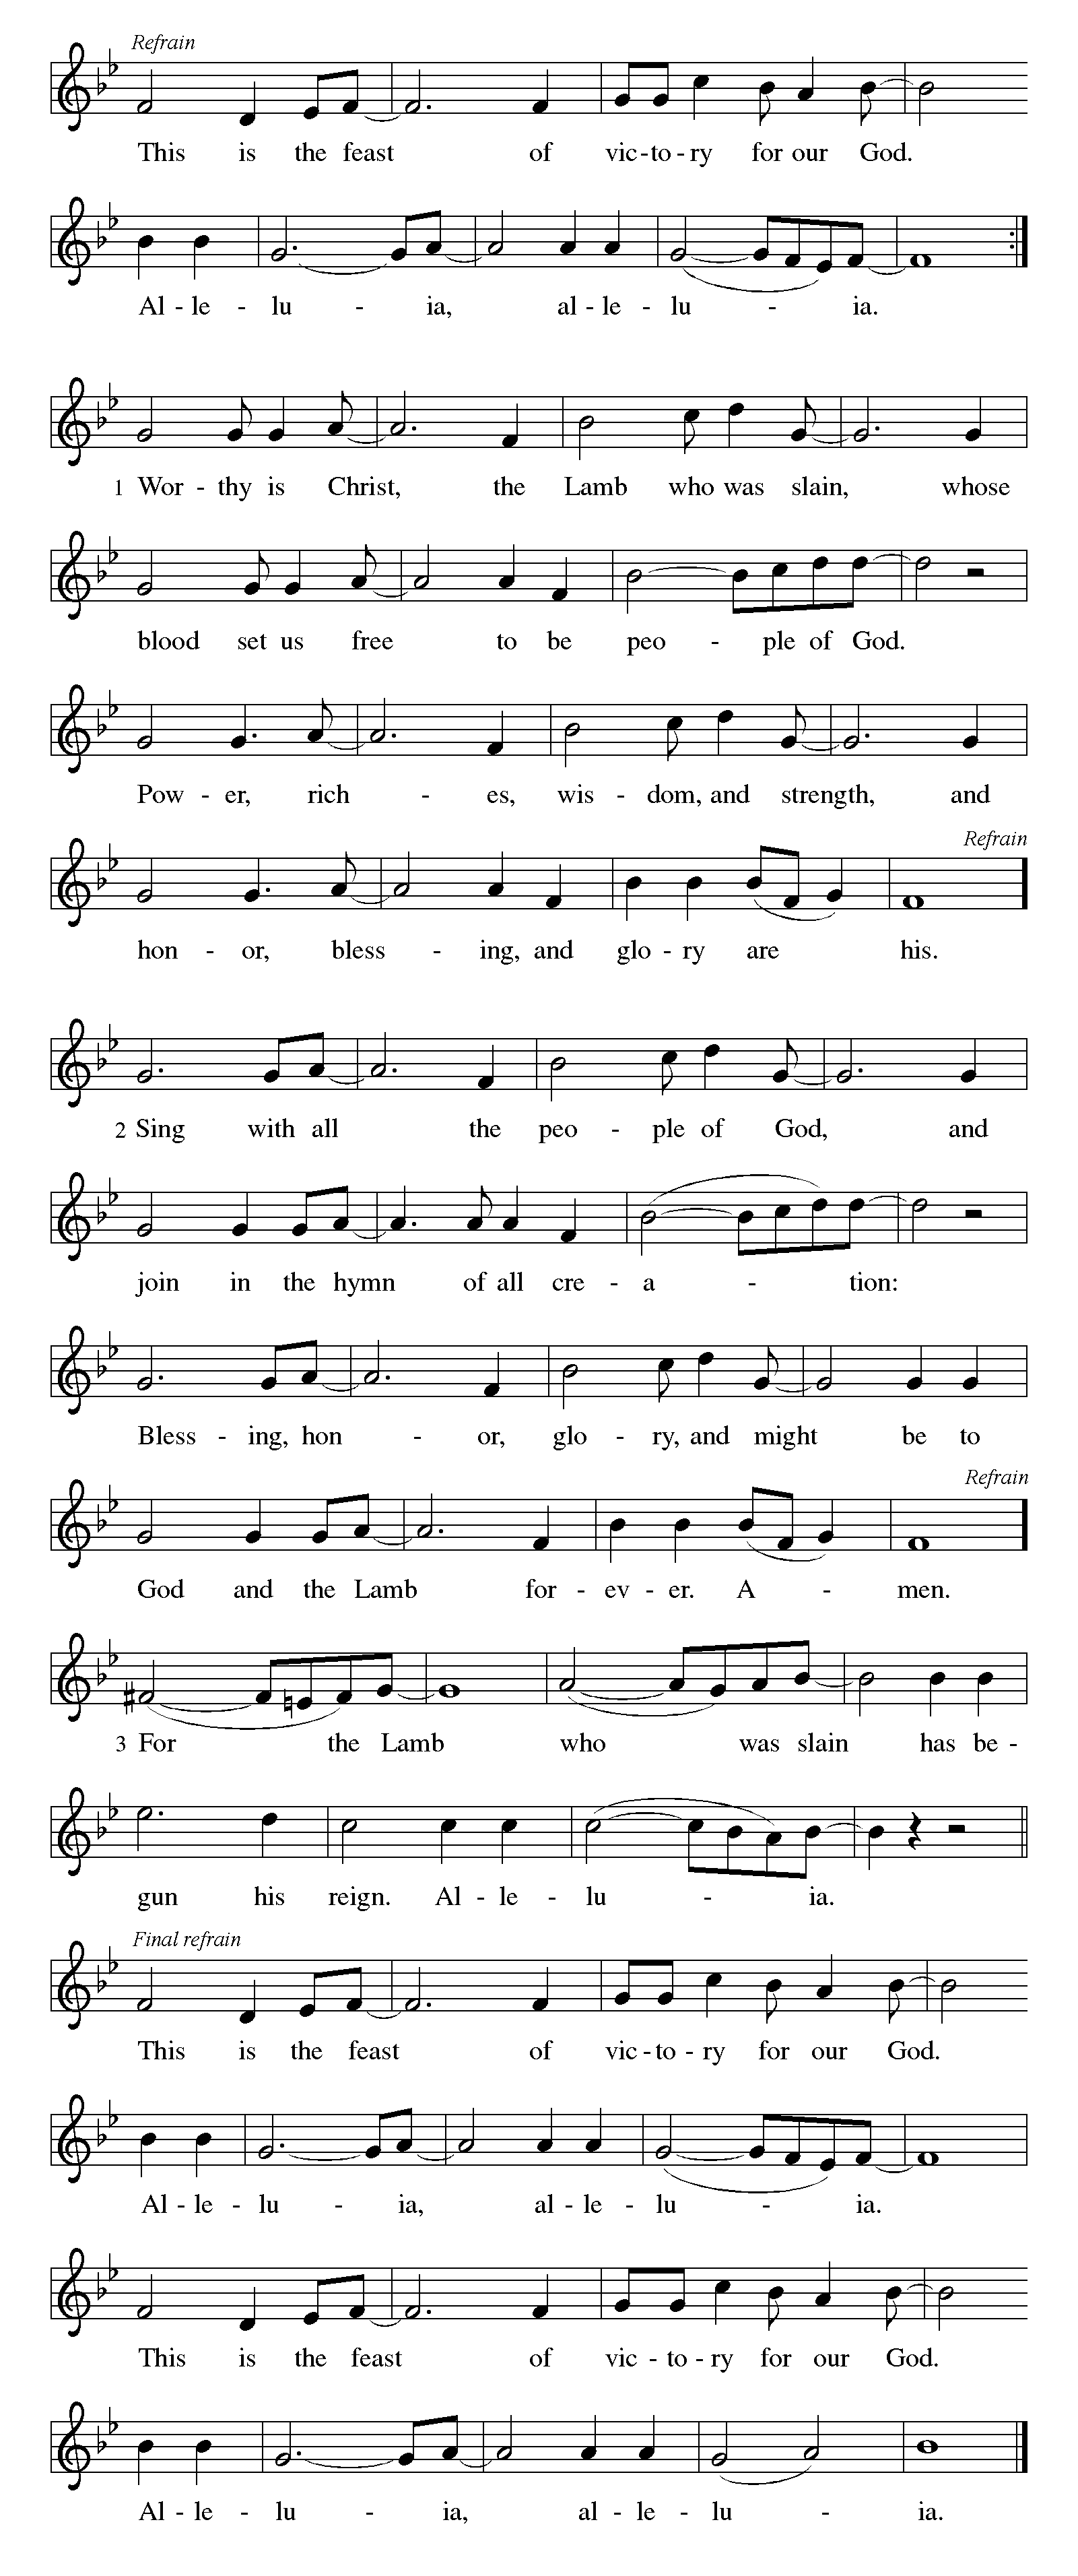 Refrain
This is the feast of vic - to - ry for our God.
Al - le - lu - ia, al - le - lu - ia.
1 Wor - thy is Christ, the Lamb who was slain, whose
blood set us free to be peo - ple of God.
Pow - er, rich - es, wis - dom, and strength, and
Refrain
hon - or, bless - ing, and glo - ry are his.
2 Sing with all the peo - ple of God, and
join in the hymn of all cre - a - tion:
Bless - ing, hon - or, glo - ry, and might be to
Refrain
God and the Lamb for - ev - er. A - men.
3 For the Lamb who was slain has be -
gun his reign. Al - le - lu - ia.
Final refrain
This is the feast of vic - to - ry for our God.
Al - le - lu - ia, al - le - lu - ia.
This is the feast of vic - to - ry for our God.
Al - le - lu - ia, al - le - lu - ia.